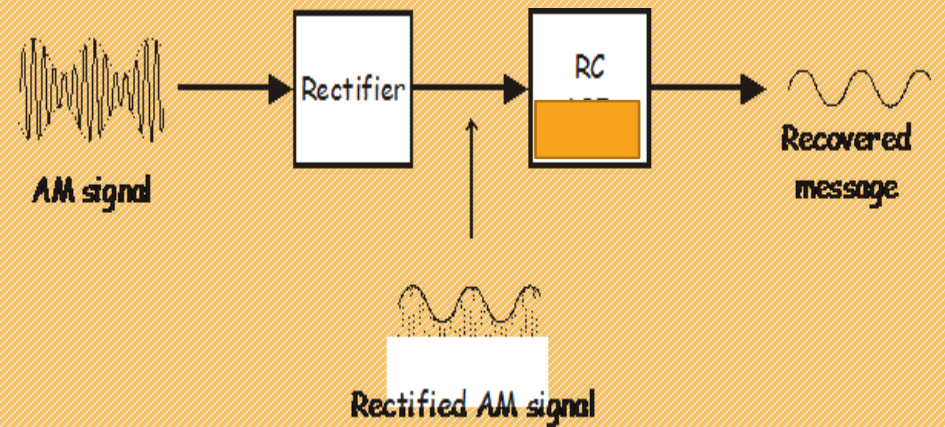 Rectifier
RC
AM signal
Recovered
message
Rectified AM signal